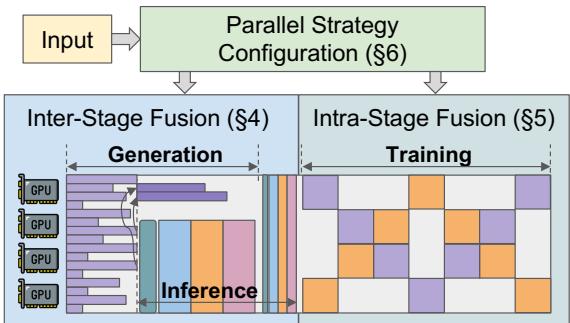 Input
Parallel Strategy
Configuration (§6)
Inter-Stage Fusion (§4)
Intra-Stage Fusion (§5)
Generation
Training
GPU
GPU
GPU
GPU
Inference